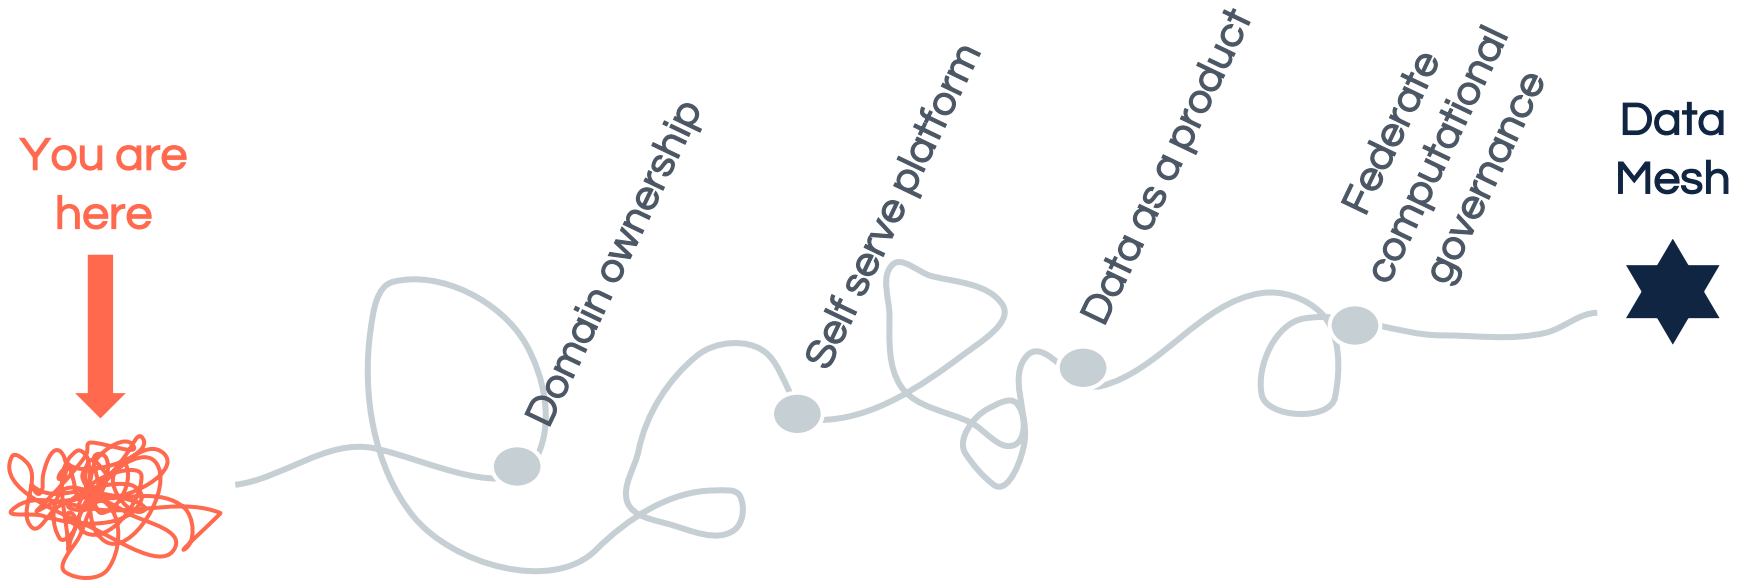 You are
here
Domain ownership
Self serve platform
Data as a product
Federate
computational
governance
Data
Mesh